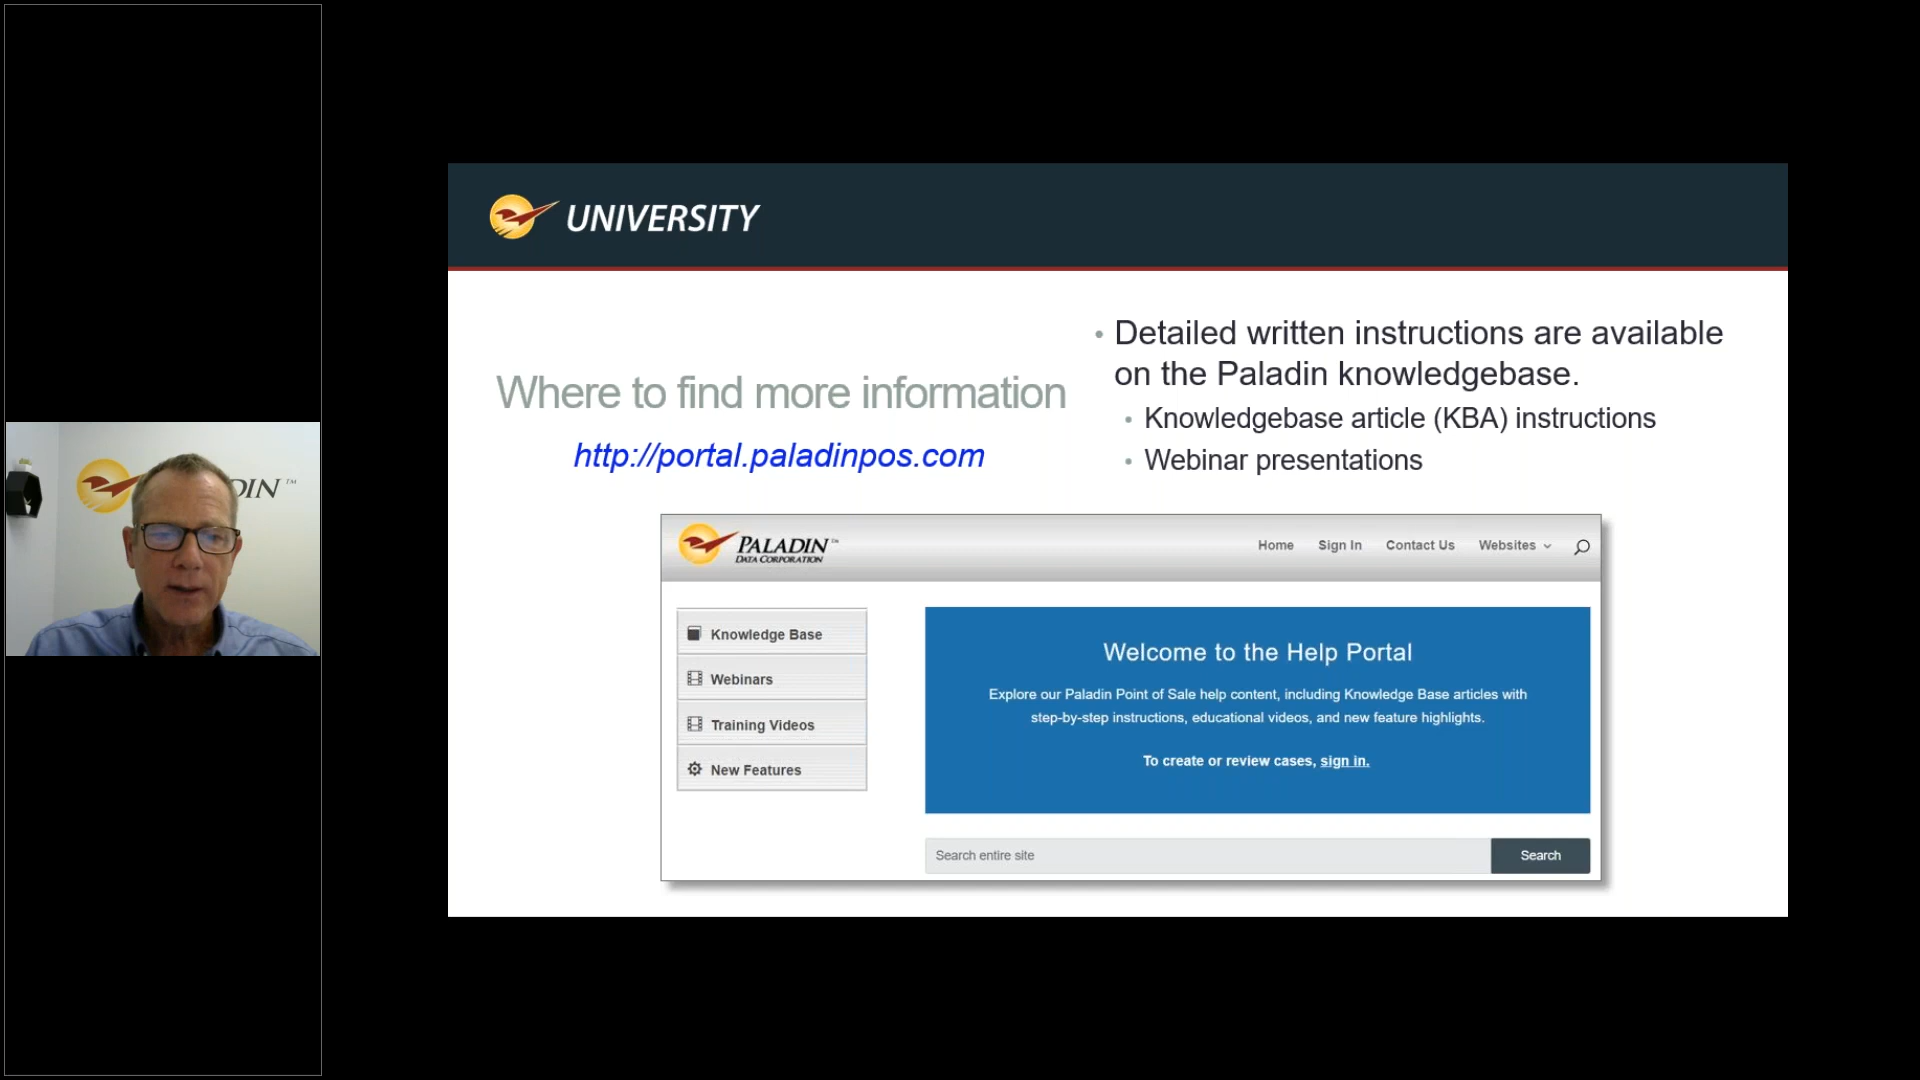 DIN™
UNIVERSITY
Where to find more information
http://portal.paladinpos.com
• Detailed written instructions are available
on the Paladin knowledgebase.
• Knowledgebase article (KBA) instructions
• Webinar presentations
PALADIN™
DATA CORPORATION
Home Sign In Contact Us Websites
Knowledge Base
Webinars
Training Videos
New Features
Welcome to the Help Portal
Explore our Paladin Point of Sale help content, including Knowledge Base articles with
step-by-step instructions, educational videos, and new feature highlights.
To create or review cases, sign in.
Search entire site
Search